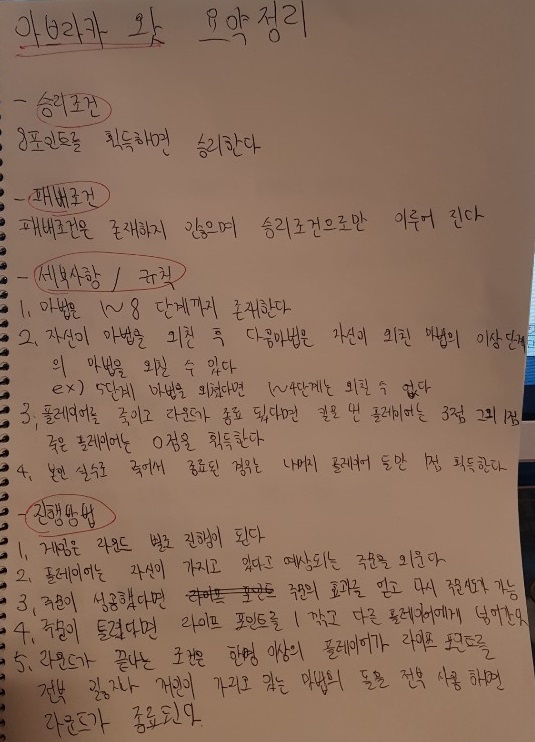 아브라카 왓 요약정리
- 승리조건
8포인트를 획득하면 승리한다
- 패배조건
패배조건은 존재하지 않으며 승리조건으로만 이루어 진다
- 세부사항 / 규칙
1, 마법은 1~8 단계까지 존재한다
2, 자신이 마법을 외친 후 다음마법은 자신이 외친 마법의 이상 단계
의 마법을 외칠 수 있다
ex) 5단계 마법을 외쳤다면 1~4단계는 외칠 수 없다
3, 플레이어를 죽이고 라운드가 종료 됬다면 킬을 낸 플레이어는 3점 그외 1점
죽은 플레이어는 0점을 획득한다
4, 본인 실수로 죽어서 종료된 경우는 나머지 플레이어 들만 1점 획득한다
- 진행방법
1, 게임은 라운드 별로 진행이 된다
2, 플레이어는 자신이 가지고 있다고 예상되는 주문을 외운다
3, 주문이 성공했다면 라이프 포인트 주문의 효과를 얻고 다시 주문시도가 가능
4, 주문이 틀렸다면 라이프 포인트를 1 깎고 다른 플레이어에게 넘어간다
5, 라운드가 끝나는 조건은 한명 이상의 플레이어가 라이프 포인트를
전부 잃거나 본인이 가지고 있는 마법의 돌을 전부 사용 하면
라운드가 종료된다